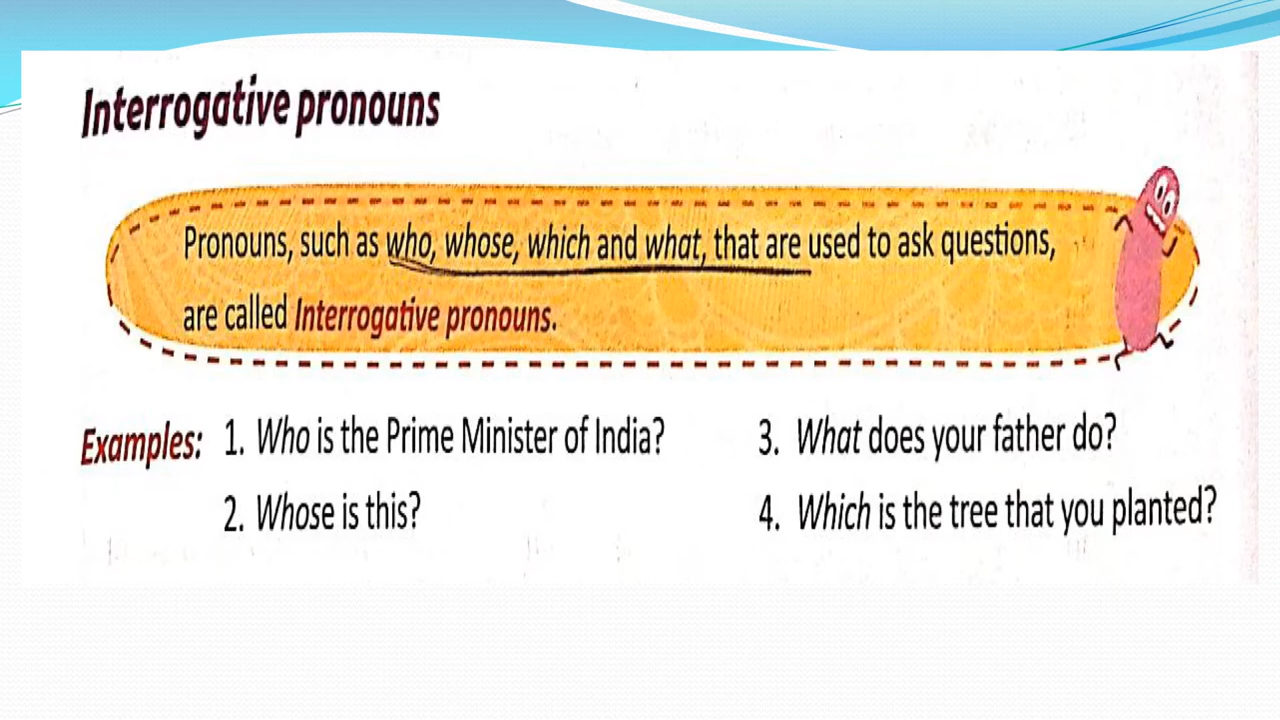 Interrogative pronouns
Pronouns, such as who, whose, which and what, that are used to ask questions,
are called Interrogative pronouns.
Examples: 1. Who is the Prime Minister of India?
2. Whose is this?
3. What does your father do?
4. Which is the tree that you planted?